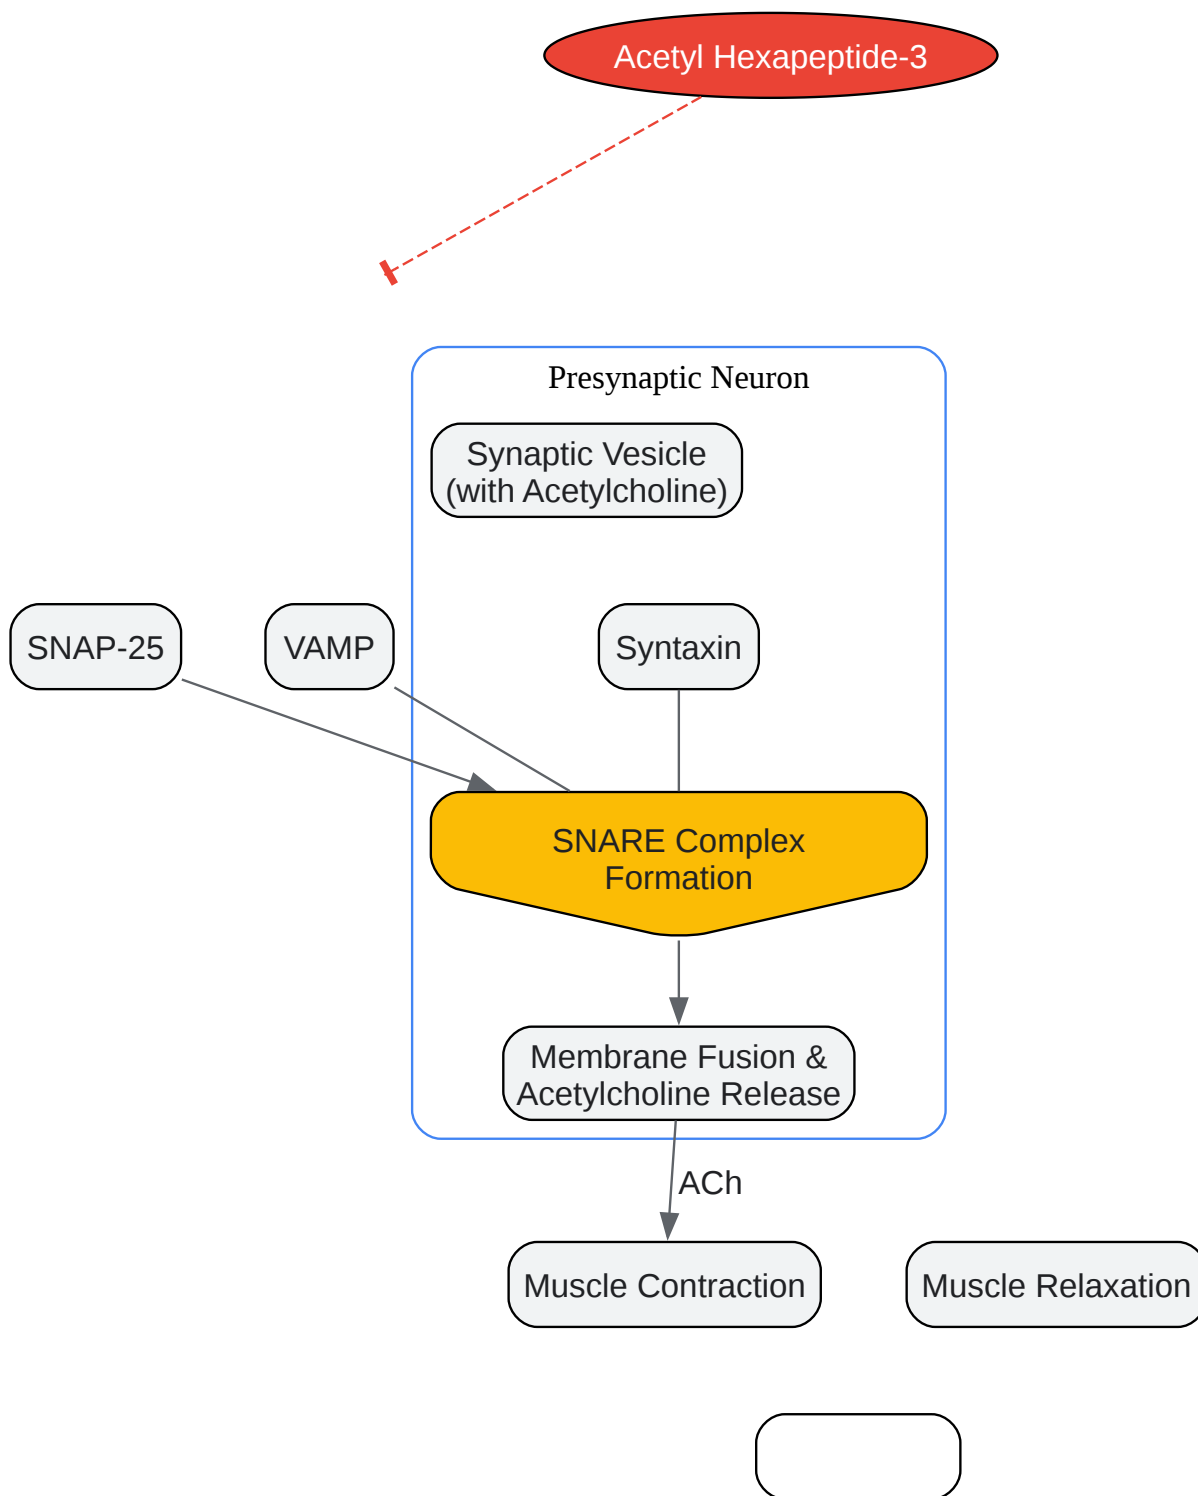 Acetyl Hexapeptide-3
Presynaptic Neuron
Synaptic Vesicle
(with Acetylcholine)
SNAP-25
VAMP
Syntaxin
SNARE Complex
Formation
Membrane Fusion &
Acetylcholine Release
ACh
Muscle Contraction
Muscle Relaxation